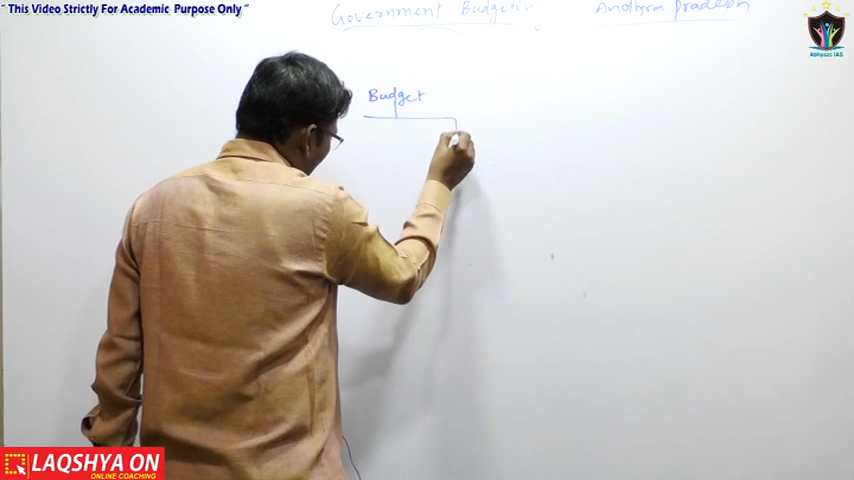 " This Video Strictly For Academic Purpose Only "
Government Budgeting Andhra Pradesh
Abhyaas IAS
Budget
LAQSHYA ON
ONLINE COACHING